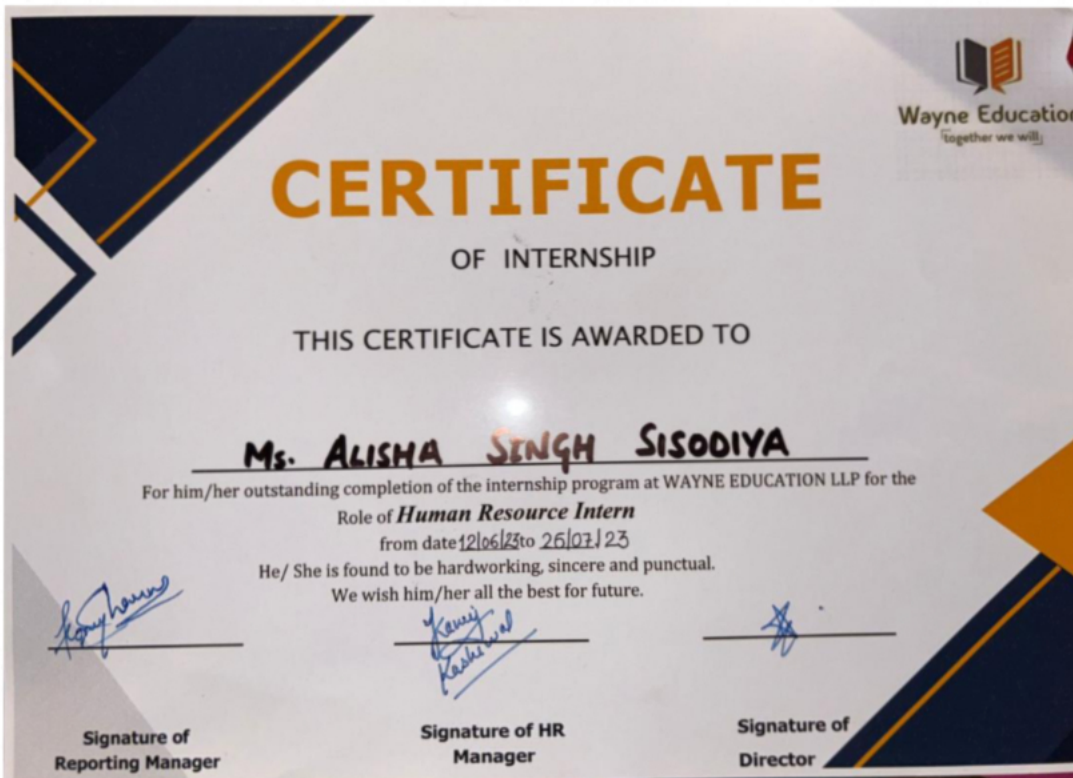 Wayne Education
together we will
CERTIFICATE
OF INTERNSHIP
THIS CERTIFICATE IS AWARDED TO
Ms. ALISHA SINGH SISODIYA
For him/her outstanding completion of the internship program at WAYNE EDUCATION LLP for the
Role of Human Resource Intern
from date 12/06/23 to 26/07/23
He/ She is found to be hardworking, sincere and punctual.
We wish him/her all the best for future.
Signature of
Reporting Manager
Signature of HR
Manager
Signature of
Director